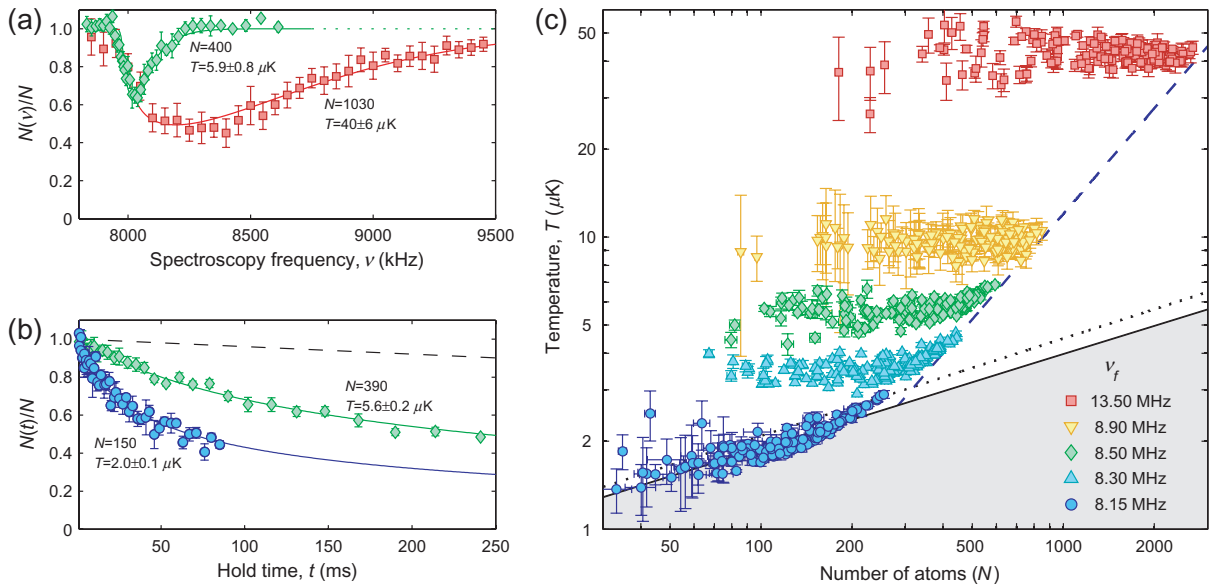 (a)
1.0
0.8
0.6
0.4
0.2
0
N(ν)/N
N=400
T=5.9±0.8 μK
N=1030
T=40±6 μK
8000
8500
9000
9500
Spectroscopy frequency, ν (kHz)
(b)
1.0
0.8
0.6
0.4
0.2
0
N(t)/N
N=390
T=5.6±0.2 μK
N=150
T=2.0±0.1 μK
50
100
150
200
250
Hold time, t (ms)
(c)
50
20
10
5
2
1
Temperature, T (μK)
ν_f
13.50 MHz
8.90 MHz
8.50 MHz
8.30 MHz
8.15 MHz
50
100
200
500
1000
2000
Number of atoms (N)